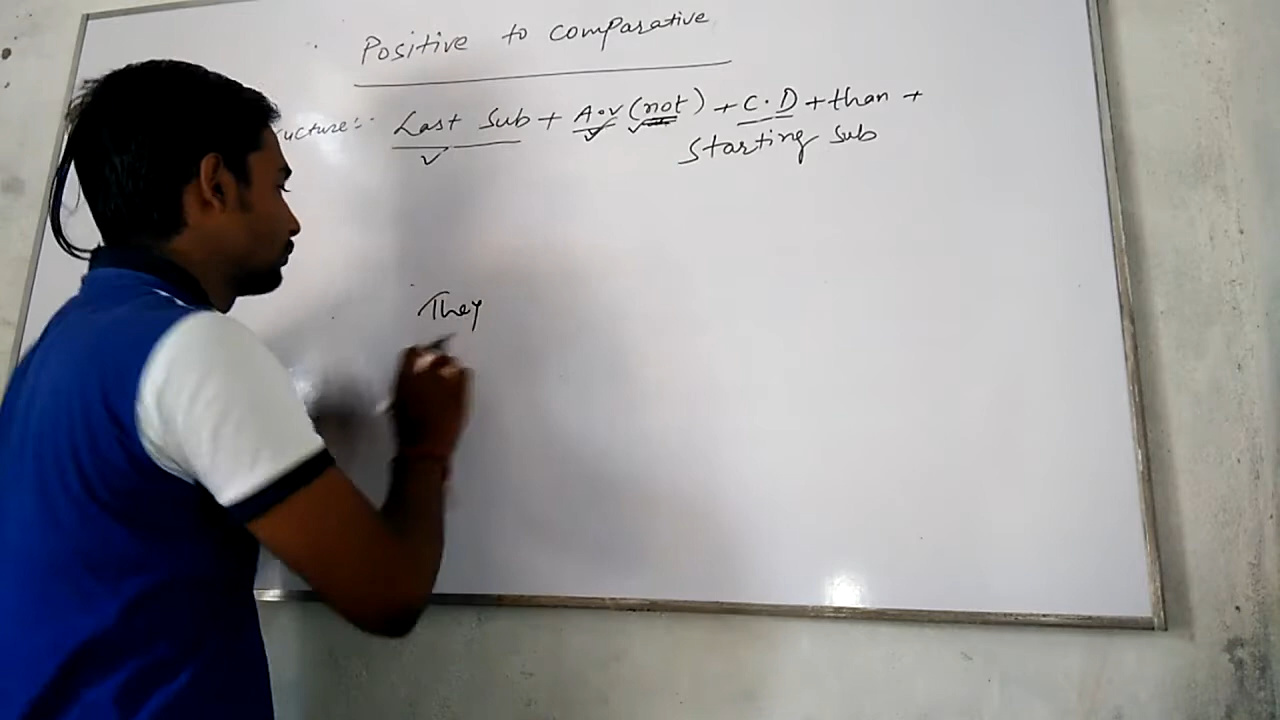 Positive to comparative
ucture:- Last Sub + A.V (not) + C.D + than +
Starting Sub
They